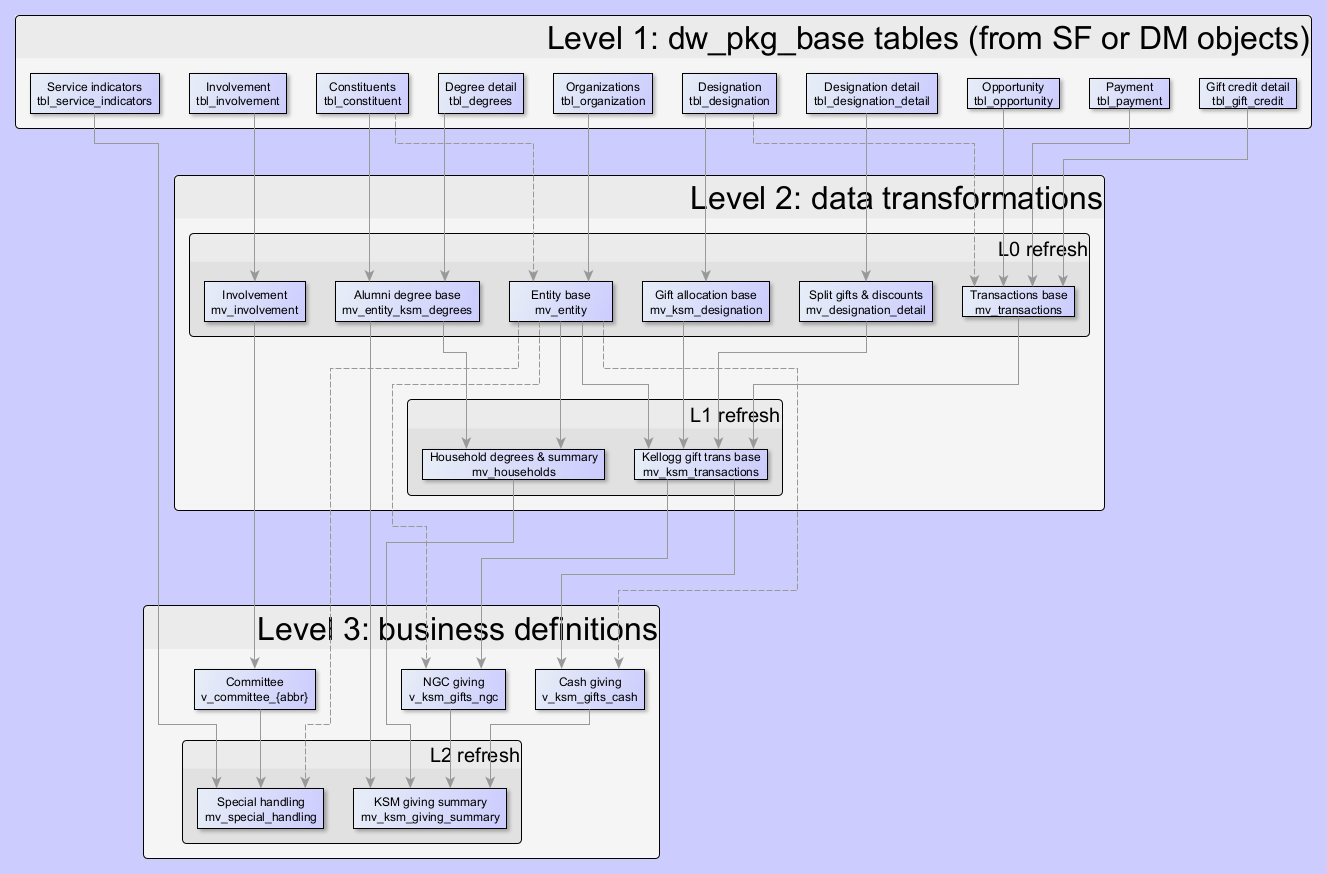 Level 1: dw_pkg_base tables (from SF or DM objects)
Service indicators
tbl_service_indicators
Involvement
tbl_involvement
Constituents
tbl_constituent
Degree detail
tbl_degrees
Organizations
tbl_organization
Designation
tbl_designation
Designation detail
tbl_designation_detail
Opportunity
tbl_opportunity
Payment
tbl_payment
Gift credit detail
tbl_gift_credit
Level 2: data transformations
L0 refresh
Involvement
mv_involvement
Alumni degree base
mv_entity_ksm_degrees
Entity base
mv_entity
Gift allocation base
mv_ksm_designation
Split gifts & discounts
mv_designation_detail
Transactions base
mv_transactions
L1 refresh
Household degrees & summary
mv_households
Kellogg gift trans base
mv_ksm_transactions
Level 3: business definitions
Committee
v_committee_{abbr}
NGC giving
v_ksm_gifts_ngc
Cash giving
v_ksm_gifts_cash
L2 refresh
Special handling
mv_special_handling
KSM giving summary
mv_ksm_giving_summary